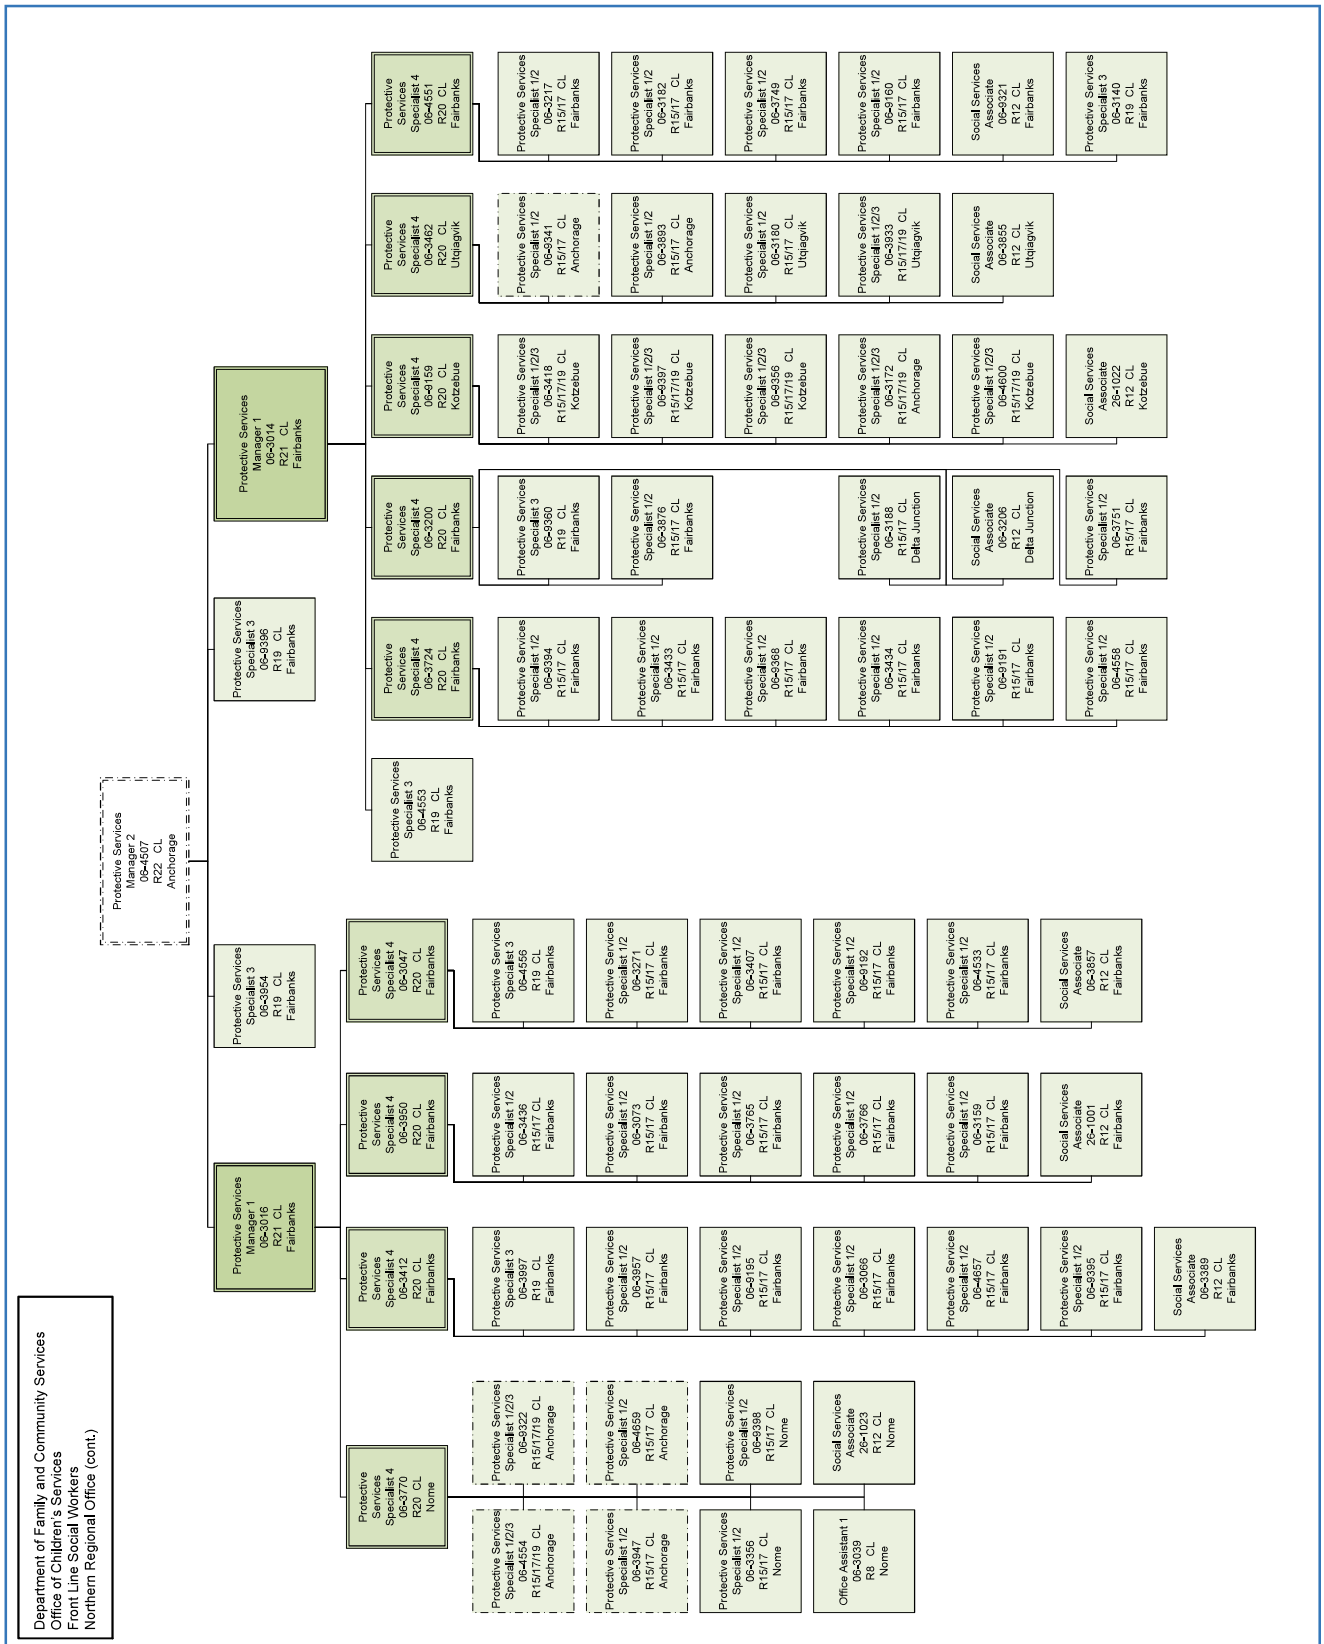 Department of Family and Community Services
Office of Children's Services
Front Line Social Workers
Northern Regional Office (cont.)
Protective Services
Manager 2
06-4507
R22 CL
Anchorage
Protective Services
Manager 1
06-3016
R21 CL
Fairbanks
Protective Services
Specialist 3
06-3954
R19 CL
Fairbanks
Protective Services
Specialist 3
06-9396
R19 CL
Fairbanks
Protective Services
Manager 1
06-3014
R21 CL
Fairbanks
Protective
Services
Specialist 4
06-3770
R20 CL
Nome
Protective Services
Specialist 1/2/3
06-4554
R15/17/19 CL
Anchorage
Protective Services
Specialist 1/2/3
06-9322
R15/17/19 CL
Anchorage
Protective Services
Specialist 1/2
06-3947
R15/17 CL
Anchorage
Protective Services
Specialist 1/2
06-4659
R15/17 CL
Anchorage
Protective Services
Specialist 1/2
06-3356
R15/17 CL
Nome
Protective Services
Specialist 1/2
06-9398
R15/17 CL
Nome
Office Assistant 1
06-3039
R8 CL
Nome
Social Services
Associate
26-1023
R12 CL
Nome
Protective
Services
Specialist 4
06-3412
R20 CL
Fairbanks
Protective Services
Specialist 3
06-3997
R19 CL
Fairbanks
Protective Services
Specialist 1/2
06-3957
R15/17 CL
Fairbanks
Protective Services
Specialist 1/2
06-9195
R15/17 CL
Fairbanks
Protective Services
Specialist 1/2
06-3066
R15/17 CL
Fairbanks
Protective Services
Specialist 1/2
06-4657
R15/17 CL
Fairbanks
Protective Services
Specialist 1/2
06-9395
R15/17 CL
Fairbanks
Social Services
Associate
06-3389
R12 CL
Fairbanks
Protective
Services
Specialist 4
06-3950
R20 CL
Fairbanks
Protective Services
Specialist 1/2
06-3436
R15/17 CL
Fairbanks
Protective Services
Specialist 1/2
06-3073
R15/17 CL
Fairbanks
Protective Services
Specialist 1/2
06-3765
R15/17 CL
Fairbanks
Protective Services
Specialist 1/2
06-3766
R15/17 CL
Fairbanks
Protective Services
Specialist 1/2
06-3159
R15/17 CL
Fairbanks
Social Services
Associate
26-1001
R12 CL
Fairbanks
Protective
Services
Specialist 4
06-3047
R20 CL
Fairbanks
Protective Services
Specialist 3
06-4556
R19 CL
Fairbanks
Protective Services
Specialist 1/2
06-3271
R15/17 CL
Fairbanks
Protective Services
Specialist 1/2
06-3407
R15/17 CL
Fairbanks
Protective Services
Specialist 1/2
06-9192
R15/17 CL
Fairbanks
Protective Services
Specialist 1/2
06-4533
R15/17 CL
Fairbanks
Social Services
Associate
06-3857
R12 CL
Fairbanks
Protective Services
Specialist 3
06-4553
R19 CL
Fairbanks
Protective
Services
Specialist 4
06-3724
R20 CL
Fairbanks
Protective Services
Specialist 1/2
06-9394
R15/17 CL
Fairbanks
Protective Services
Specialist 1/2
06-3433
R15/17 CL
Fairbanks
Protective Services
Specialist 1/2
06-9368
R15/17 CL
Fairbanks
Protective Services
Specialist 1/2
06-3434
R15/17 CL
Fairbanks
Protective Services
Specialist 1/2
06-9191
R15/17 CL
Fairbanks
Protective Services
Specialist 1/2
06-4558
R15/17 CL
Fairbanks
Protective
Services
Specialist 4
06-3200
R20 CL
Fairbanks
Protective Services
Specialist 3
06-9360
R19 CL
Fairbanks
Protective Services
Specialist 1/2
06-3876
R15/17 CL
Fairbanks
Protective Services
Specialist 1/2
06-3188
R15/17 CL
Delta Junction
Social Services
Associate
06-3206
R12 CL
Delta Junction
Protective Services
Specialist 1/2
06-3751
R15/17 CL
Fairbanks
Protective
Services
Specialist 4
06-9159
R20 CL
Kotzebue
Protective Services
Specialist 1/2/3
06-3418
R15/17/19 CL
Kotzebue
Protective Services
Specialist 1/2/3
06-9397
R15/17/19 CL
Kotzebue
Protective Services
Specialist 1/2/3
06-9356
R15/17/19 CL
Kotzebue
Protective Services
Specialist 1/2/3
06-3172
R15/17/19 CL
Anchorage
Protective Services
Specialist 1/2/3
06-4600
R15/17/19 CL
Kotzebue
Social Services
Associate
26-1022
R12 CL
Kotzebue
Protective
Services
Specialist 4
06-3462
R20 CL
Utqiagvik
Protective Services
Specialist 1/2
06-9341
R15/17 CL
Anchorage
Protective Services
Specialist 1/2
06-3893
R15/17 CL
Anchorage
Protective Services
Specialist 1/2
06-3180
R15/17 CL
Utqiagvik
Protective Services
Specialist 1/2/3
06-3933
R15/17/19 CL
Utqiagvik
Social Services
Associate
06-3855
R12 CL
Utqiagvik
Protective
Services
Specialist 4
06-4551
R20 CL
Fairbanks
Protective Services
Specialist 1/2
06-3217
R15/17 CL
Fairbanks
Protective Services
Specialist 1/2
06-3182
R15/17 CL
Fairbanks
Protective Services
Specialist 1/2
06-3749
R15/17 CL
Fairbanks
Protective Services
Specialist 1/2
06-9160
R15/17 CL
Fairbanks
Social Services
Associate
06-9321
R12 CL
Fairbanks
Protective Services
Specialist 3
06-3140
R19 CL
Fairbanks